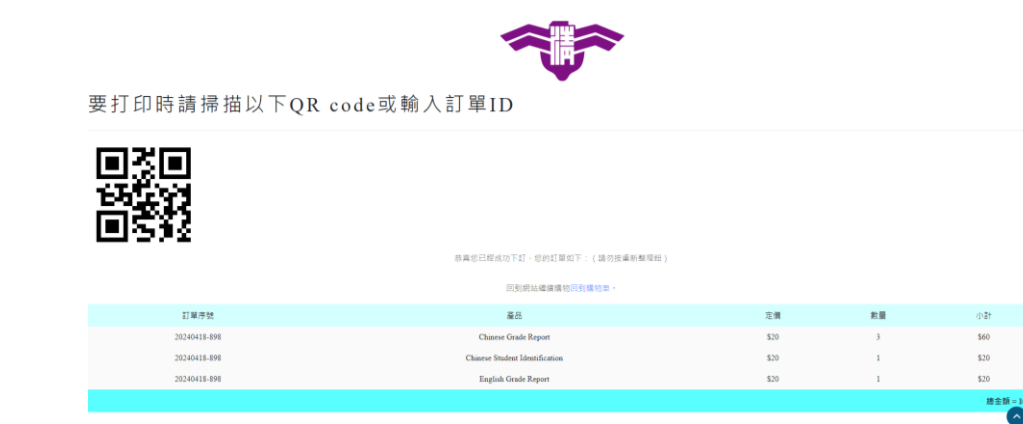 要打印時請掃描以下QR code或輸入訂單ID
恭喜您已經成功下訂，您的訂單如下：（請勿按重新整理鈕）
回到網站繼續購物回到購物車。
訂單序號 產品 定價 數量 小計
20240418-898 Chinese Grade Report $20 3 $60
20240418-898 Chinese Student Identification $20 1 $20
20240418-898 English Grade Report $20 1 $20
總金額 =